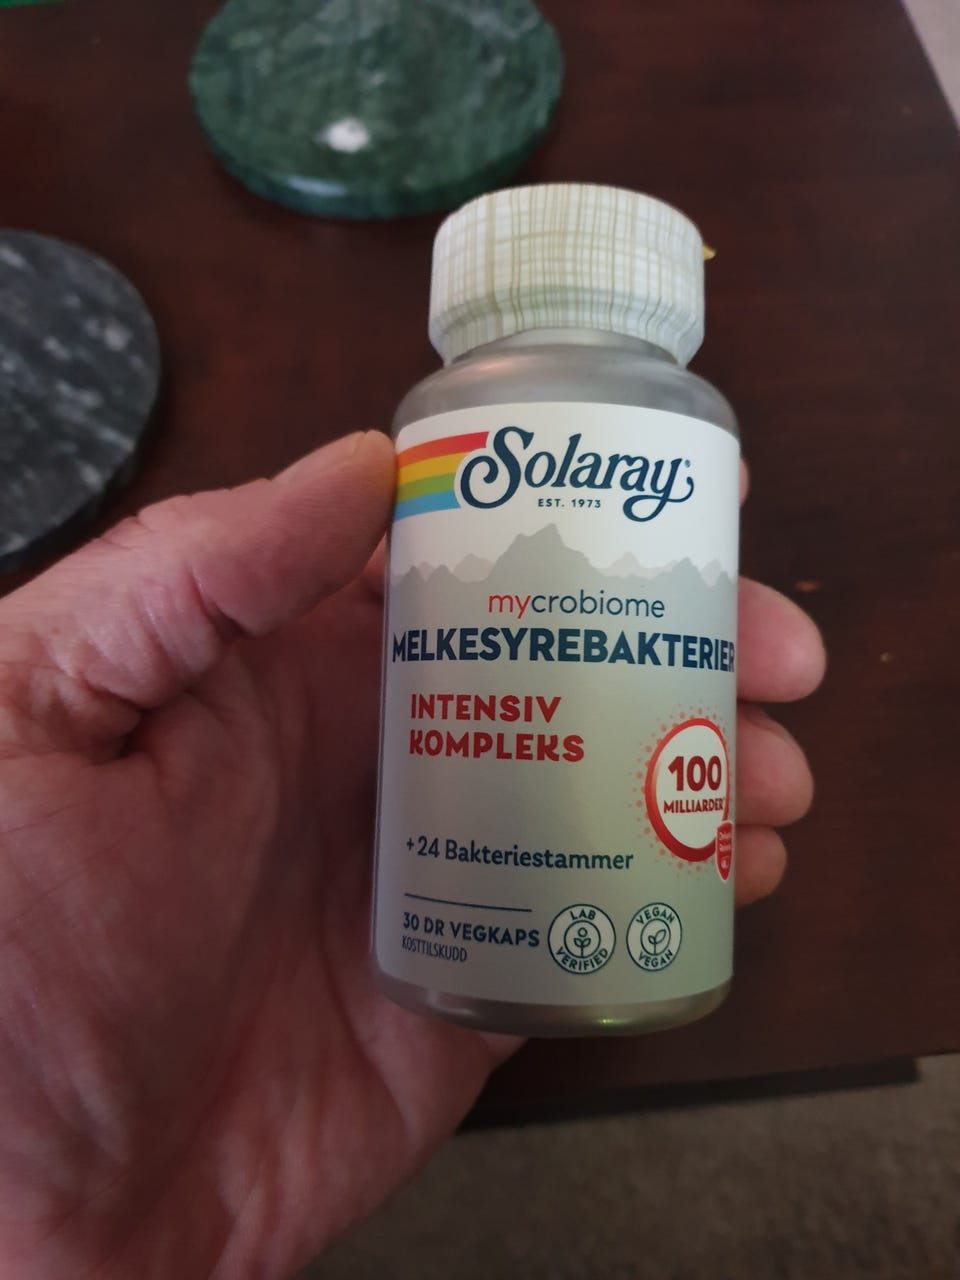 Solaray®
EST. 1973
mycrobiome
MELKESYREBAKTERIER
INTENSIV
KOMPLEKS
100
MILLIARDER
+24 Bakteriestammer
30 DR VEGKAPS
KOSTTILSKUDD
LAB
VERIFIED
VEGAN
VEGAN